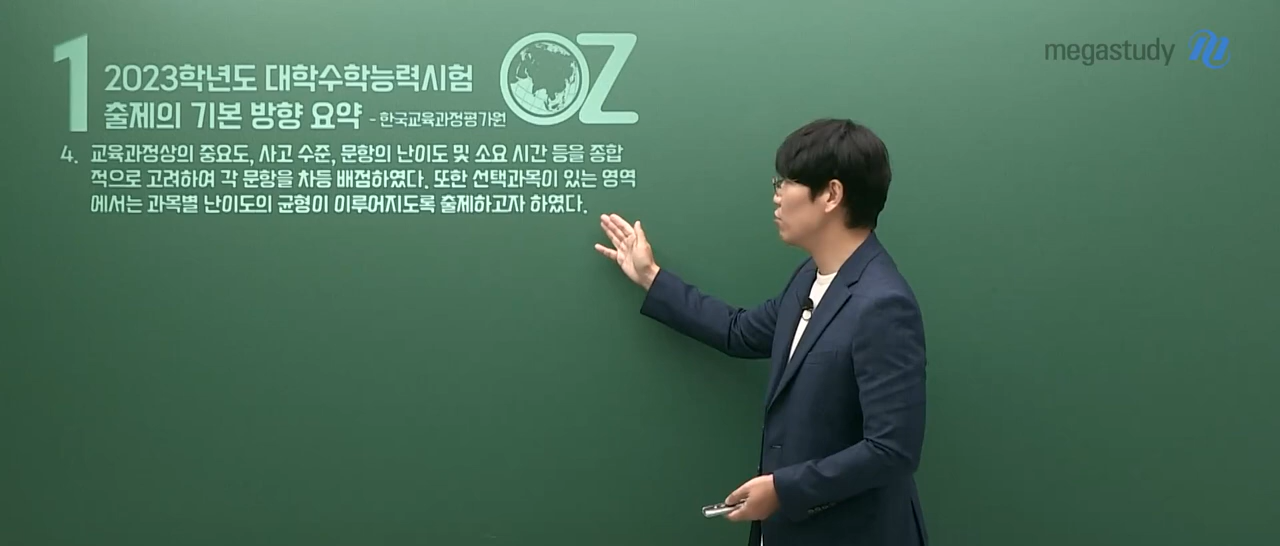 megastudy
1
2023학년도 대학수학능력시험
출제의 기본 방향 요약 - 한국교육과정평가원
OZ
4. 교육과정상의 중요도, 사고 수준, 문항의 난이도 및 소요 시간 등을 종합
적으로 고려하여 각 문항을 차등 배점하였다. 또한 선택과목이 있는 영역
에서는 과목별 난이도의 균형이 이루어지도록 출제하고자 하였다.